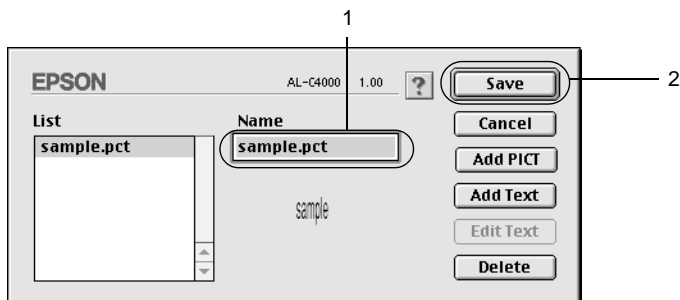 1
EPSON
AL-C4000 1.00 ? Save 2
List Name Cancel
sample.pct sample.pct
Add PICT
sample Add Text
Edit Text
Delete